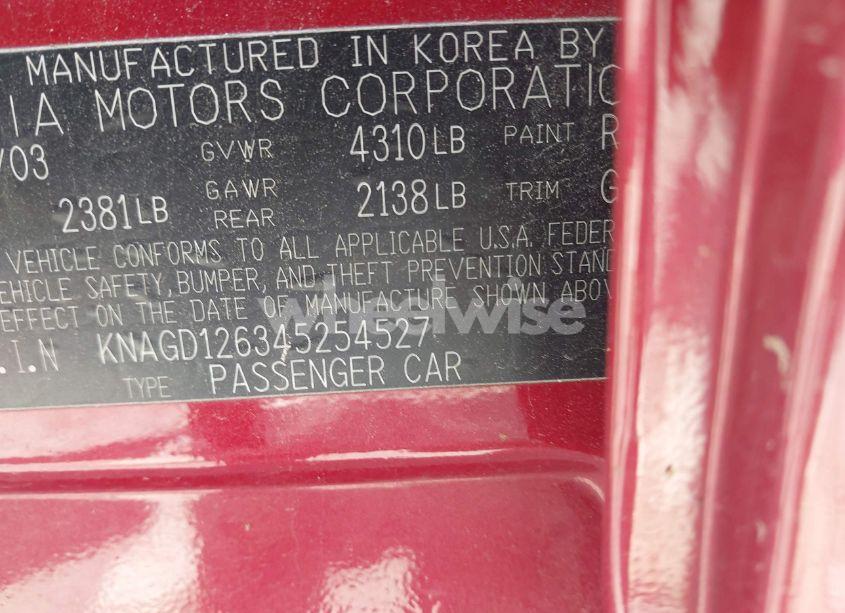 MANUFACTURED IN KOREA BY
IA MOTORS CORPORATIO
/03 GVWR 4310LB PAINT R
2381LB GAWR REAR 2138LB TRIM G
VEHICLE CONFORMS TO ALL APPLICABLE U.S.A. FEDER
EHICLE SAFETY, BUMPER, AND THEFT PREVENTION STAND
EFFECT ON THE DATE OF MANUFACTURE SHOWN ABOV
.I.N KNAGD126345254527
TYPE PASSENGER CAR
wheelwise